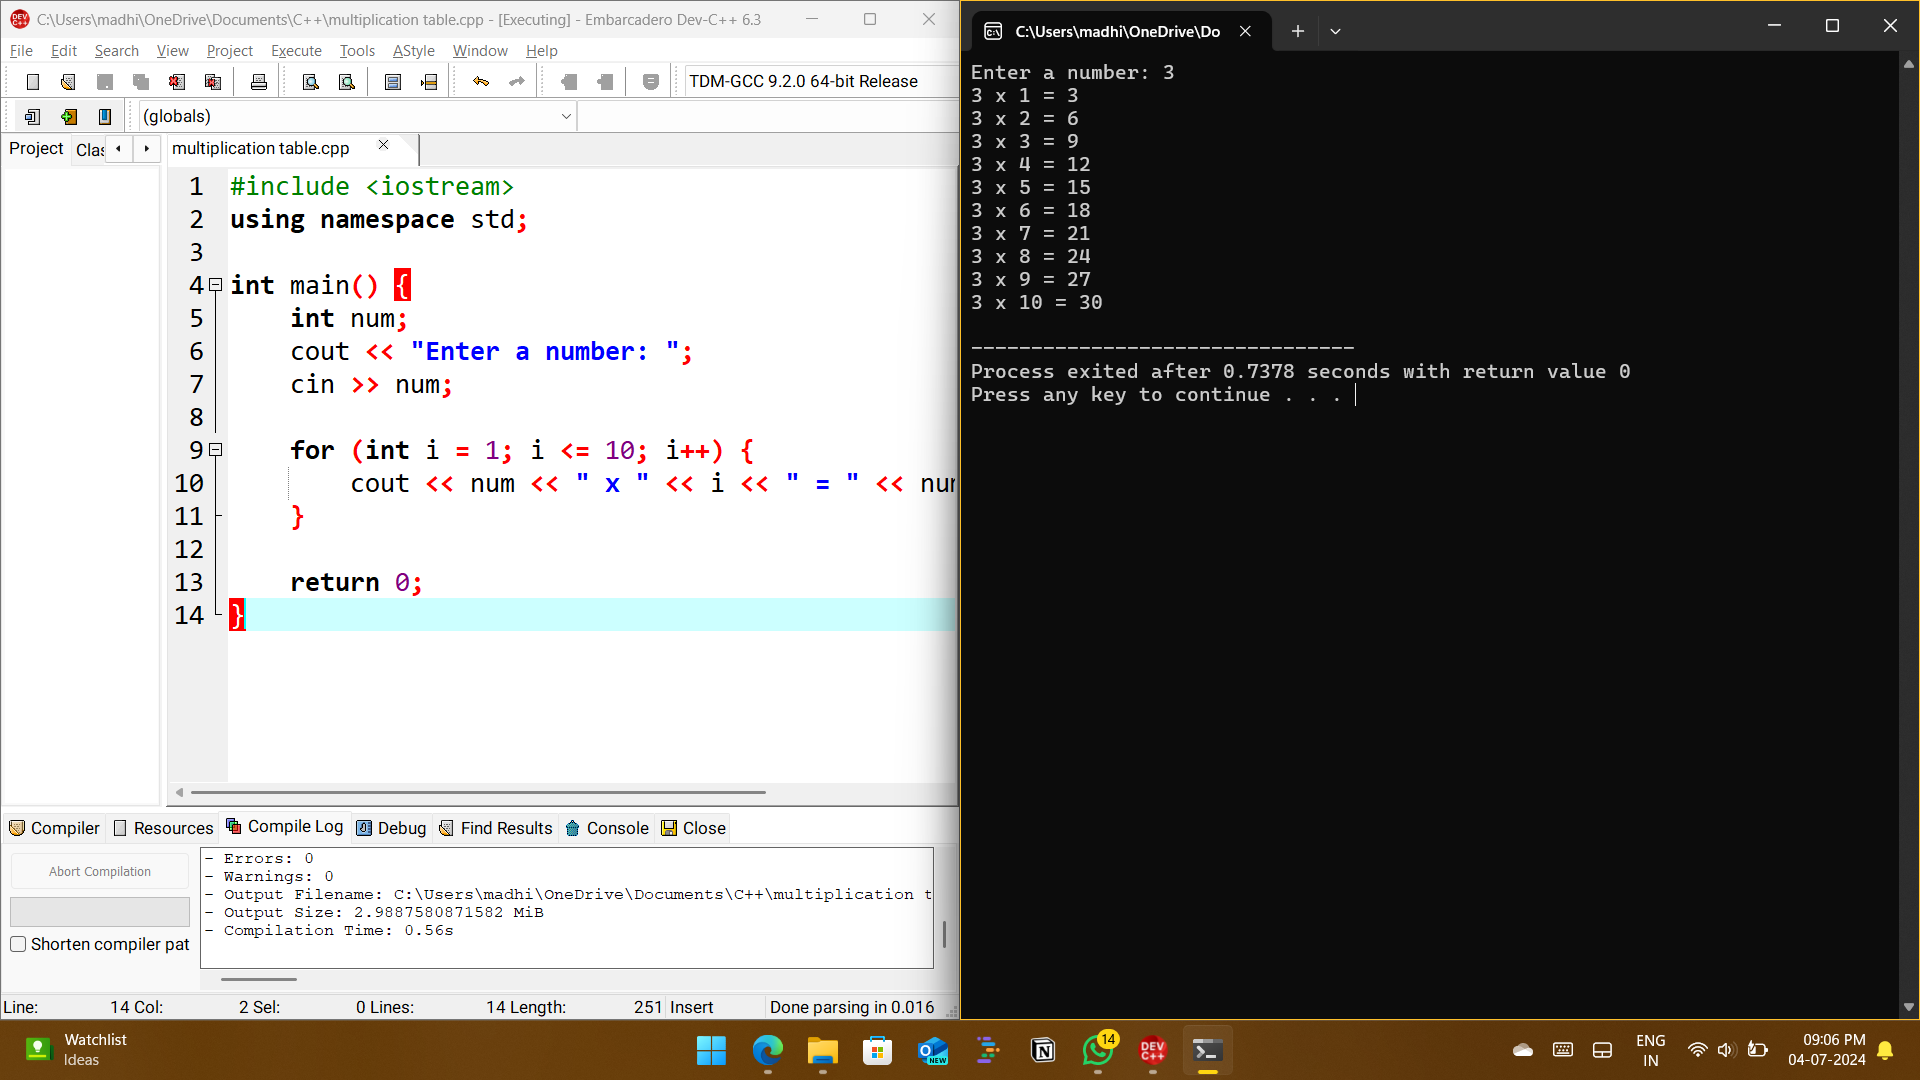 C:\Users\madhi\OneDrive\Documents\C++\multiplication table.cpp - [Executing] - Embarcadero Dev-C++ 6.3
File Edit Search View Project Execute Tools AStyle Window Help
TDM-GCC 9.2.0 64-bit Release
(globals)
Project Clas
multiplication table.cpp
1 #include <iostream>
2 using namespace std;
3
4 int main() {
5 int num;
6 cout << "Enter a number: ";
7 cin >> num;
8
9 for (int i = 1; i <= 10; i++) {
10 cout << num << " x " << i << " = " << num
11 }
12
13 return 0;
14 }
Compiler Resources Compile Log Debug Find Results Console Close
Abort Compilation
Shorten compiler pat
- Errors: 0
- Warnings: 0
- Output Filename: C:\Users\madhi\OneDrive\Documents\C++\multiplication t
- Output Size: 2.9887580871582 MiB
- Compilation Time: 0.56s
Line: 14 Col: 2 Sel: 0 Lines: 14 Length: 251 Insert Done parsing in 0.016
C:\Users\madhi\OneDrive\Do
Enter a number: 3
3 x 1 = 3
3 x 2 = 6
3 x 3 = 9
3 x 4 = 12
3 x 5 = 15
3 x 6 = 18
3 x 7 = 21
3 x 8 = 24
3 x 9 = 27
3 x 10 = 30
--------------------------------
Process exited after 0.7378 seconds with return value 0
Press any key to continue . . .
Watchlist
Ideas
NEW
14
DEV C++
ENG
IN
09:06 PM
04-07-2024